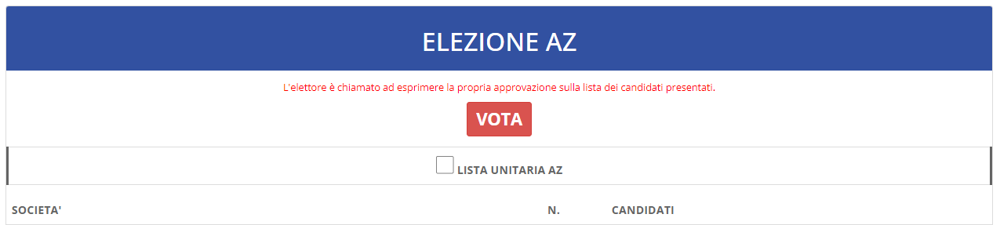 ELEZIONE AZ
L'elettore è chiamato ad esprimere la propria approvazione sulla lista dei candidati presentati.
VOTA
LISTA UNITARIA AZ
SOCIETA' N. CANDIDATI